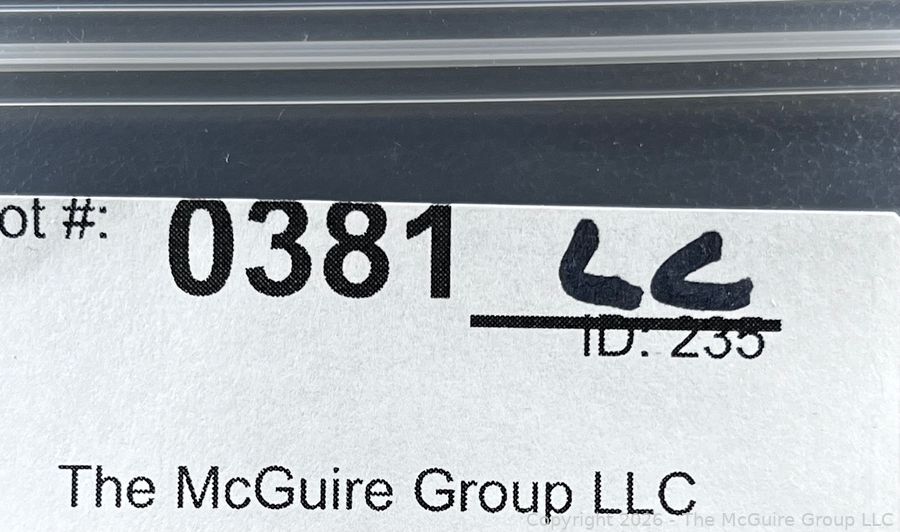 ot #: 0381 LC
ID: 235
The McGuire Group LLC
Copyright 2026 - The McGuire Group LLC